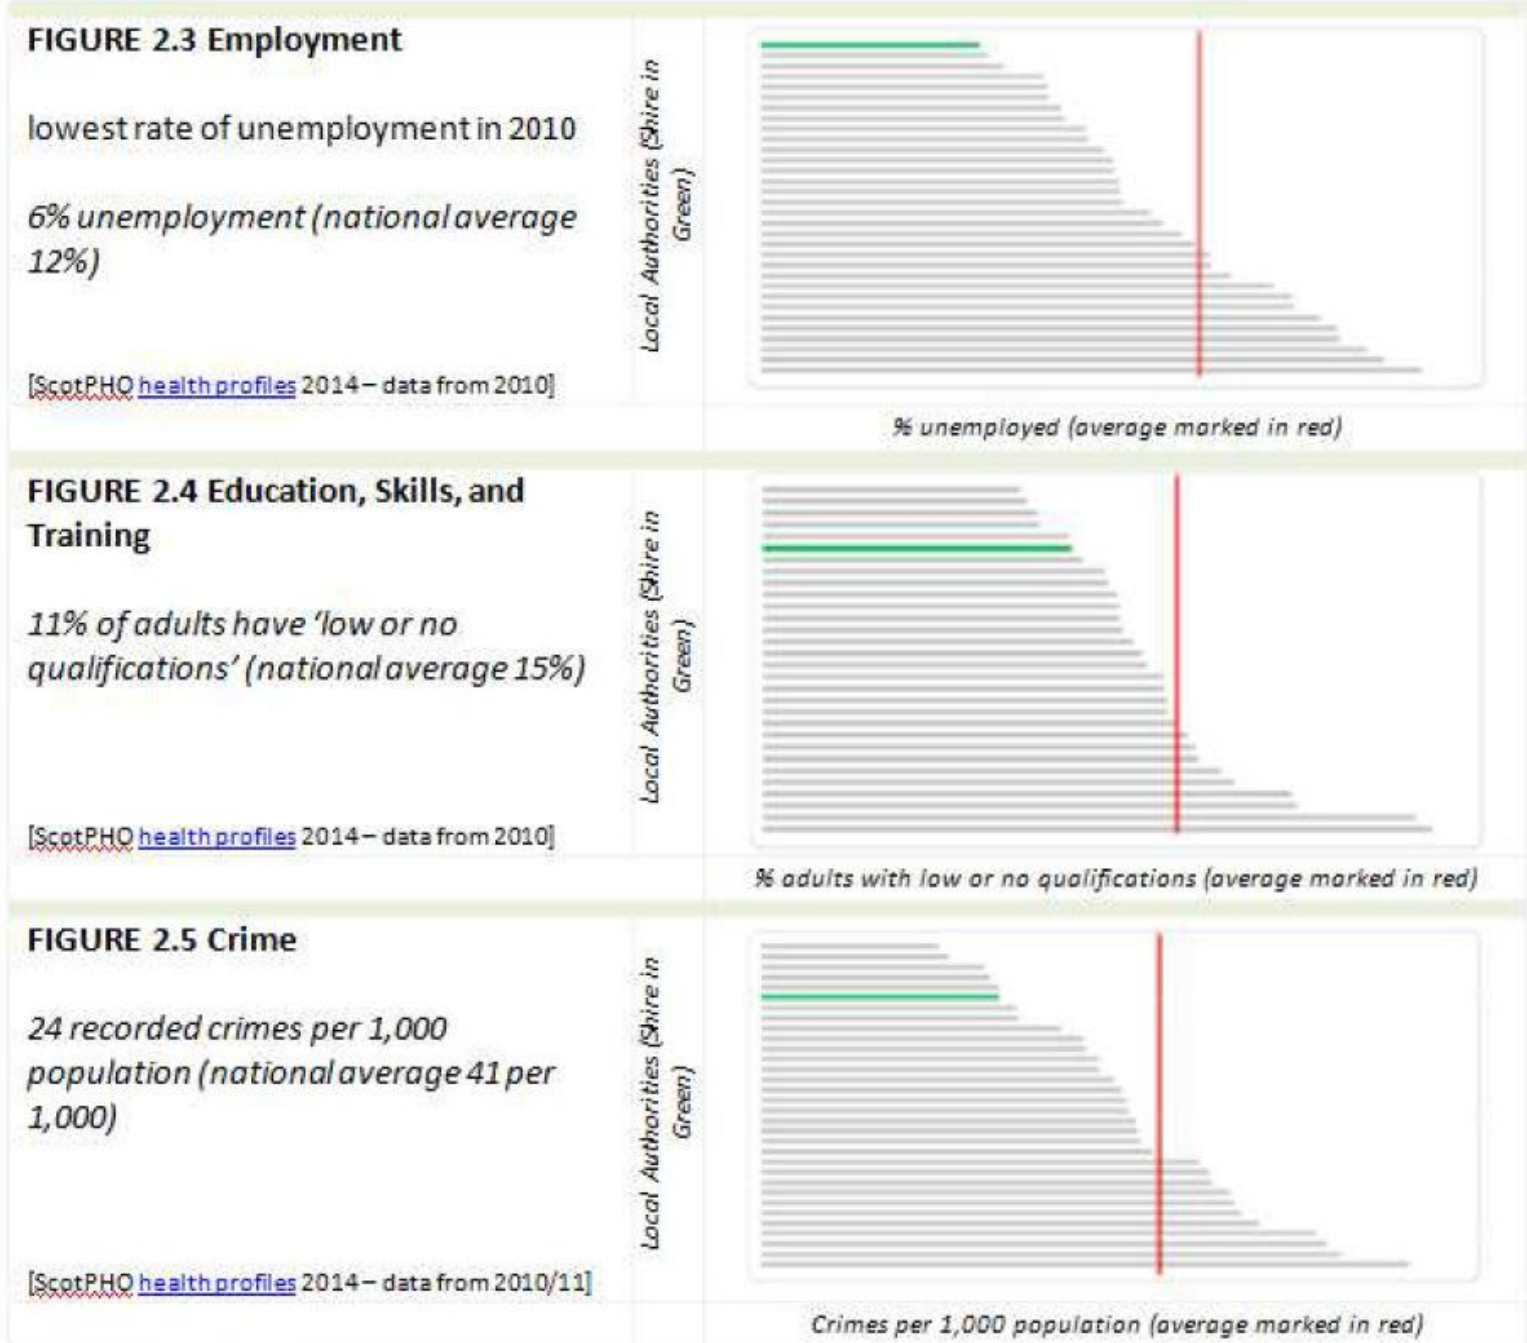 FIGURE 2.3 Employment
lowest rate of unemployment in 2010
6% unemployment (national average
12%)
[ScotPHO health profiles 2014 – data from 2010]
Local Authorities (Shire in
Green)
% unemployed (average marked in red)
FIGURE 2.4 Education, Skills, and
Training
11% of adults have ‘low or no
qualifications’ (national average 15%)
[ScotPHO health profiles 2014 – data from 2010]
Local Authorities (Shire in
Green)
% adults with low or no qualifications (average marked in red)
FIGURE 2.5 Crime
24 recorded crimes per 1,000
population (national average 41 per
1,000)
[ScotPHO health profiles 2014 – data from 2010/11]
Local Authorities (Shire in
Green)
Crimes per 1,000 population (average marked in red)